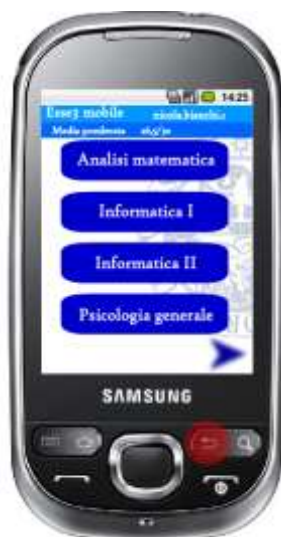 14:25
Esse3 mobile
Media ponderata
Analisi matematica
Informatica I
Informatica II
Psicologia generale
SAMSUNG